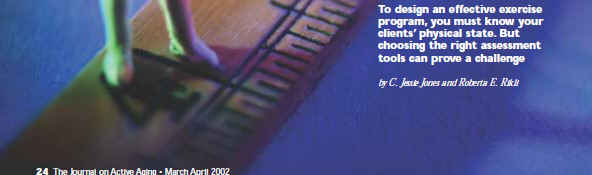 To design an effective exercise
program, you must know your
clients' physical state. But
choosing the right assessment
tools can prove a challenge
by C. Jessie Jones and Roberta E. Rikli
24 The Journal on Active Aging • March April 2002